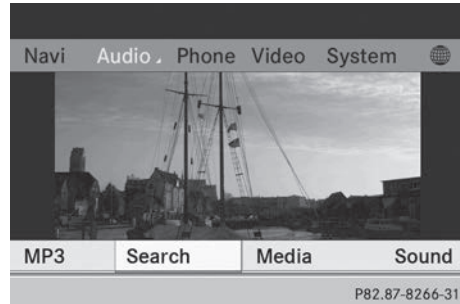 Navi Audio Phone Video System
MP3 Search Media Sound
P82.87-8266-31